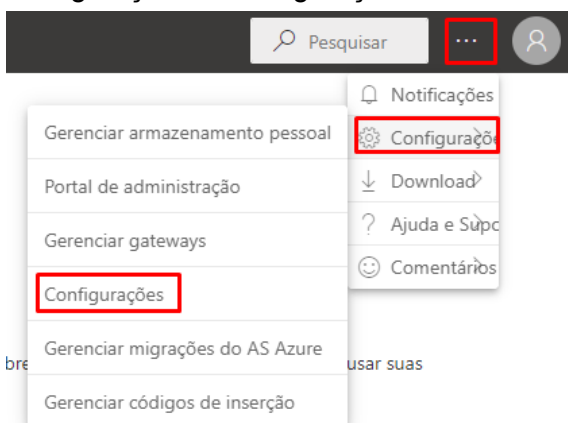 Pesquisar ...
Notificações
Gerenciar armazenamento pessoal
Configuraçõe
Portal de administração
Download
Gerenciar gateways
? Ajuda e Supo
Configurações
Comentários
Gerenciar migrações do AS Azure
bre
usar suas
Gerenciar códigos de inserção